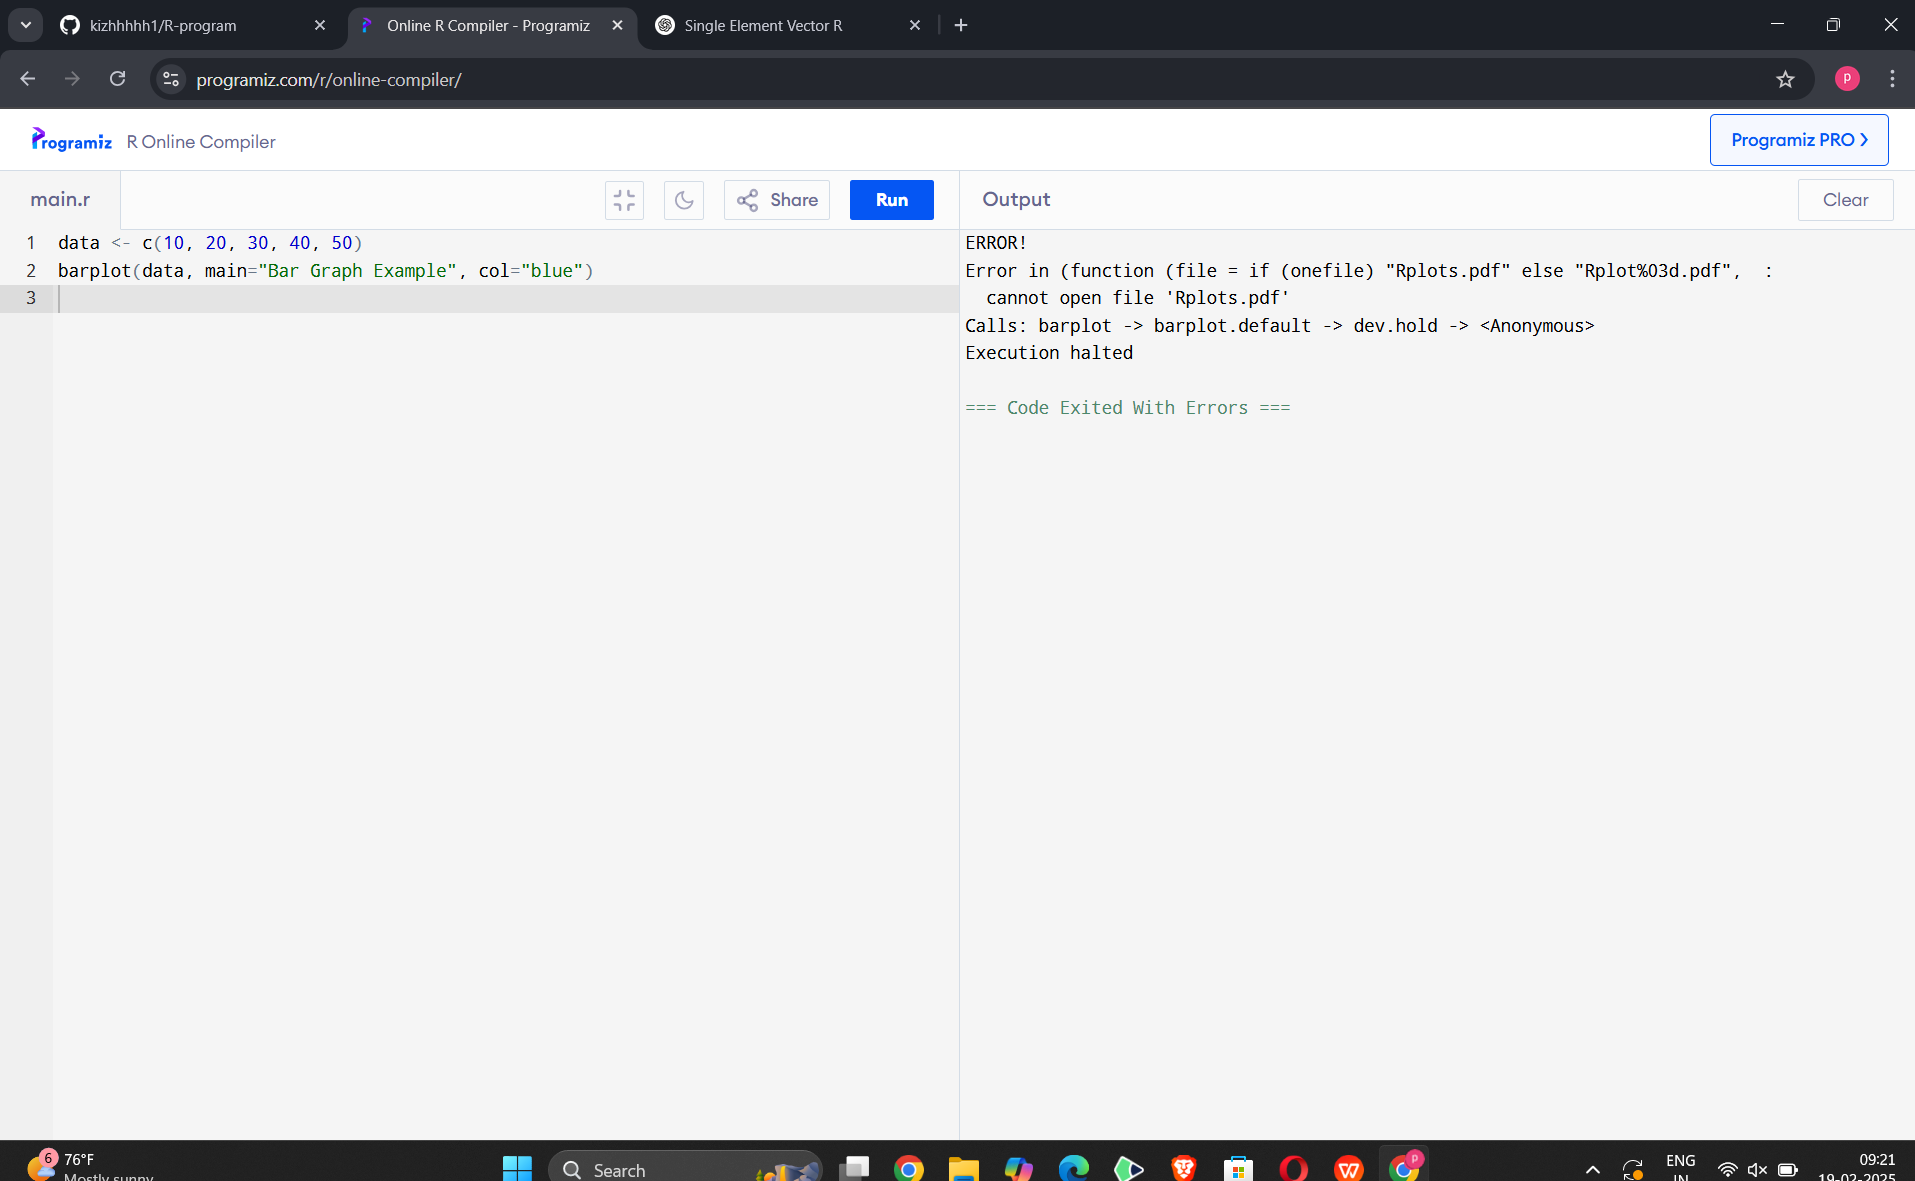 kizhhhhh1/R-program
Online R Compiler - Programiz
Single Element Vector R
programiz.com/r/online-compiler/
P
Programiz R Online Compiler
Programiz PRO
main.r
Share
Run
Output
Clear
1 data <- c(10, 20, 30, 40, 50)
2 barplot(data, main="Bar Graph Example", col="blue")
3
ERROR!
Error in (function (file = if (onefile) "Rplots.pdf" else "Rplot%03d.pdf",  :
  cannot open file 'Rplots.pdf'
Calls: barplot -> barplot.default -> dev.hold -> <Anonymous>
Execution halted
=== Code Exited With Errors ===
6
76°F
Mostly sunny
Search
P
ENG
IN
09:21
19-02-2025